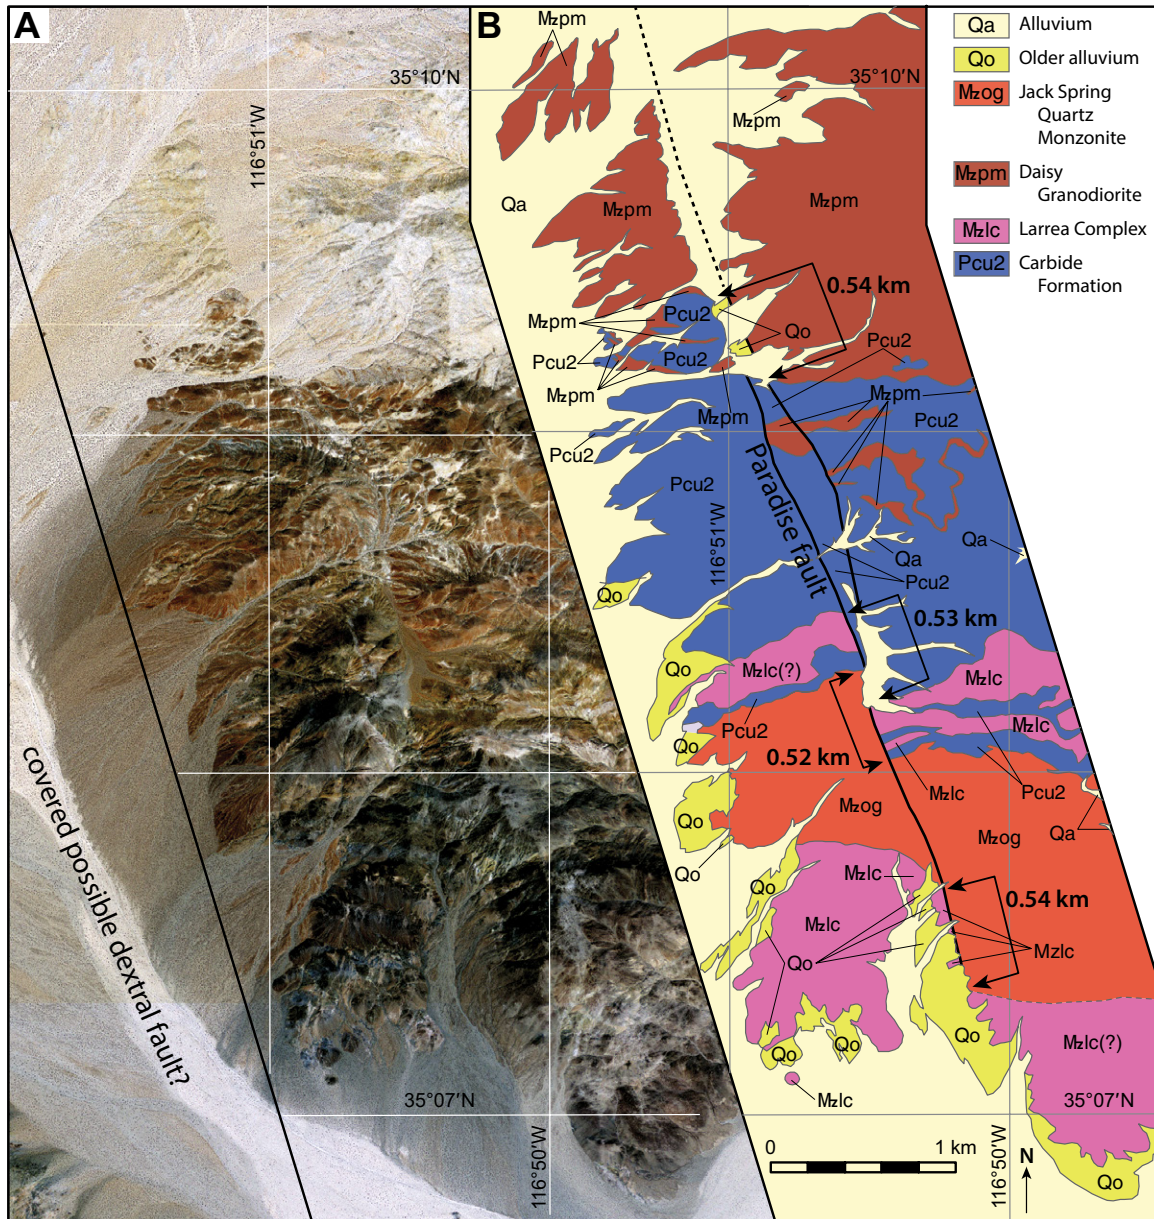 A
35°10′N
116°51′W
covered possible dextral fault?
35°07′N
116°50′W
B
Mzpm
35°10′N
Mzpm
Qa
Mzpm
Mzpm
0.54 km
Pcu2
Mzpm
Qo
Pcu2
Pcu2
Pcu2
Mzpm
Mzpm
Mzpm
Pcu2
Pcu2
Paradise fault
Pcu2
116°51′W
Qa
Qa
Pcu2
Qo
0.53 km
Qo
Mzlc(?)
Mzlc
Pcu2
Mzlc
Qo
0.52 km
Mzlc
Pcu2
Mzog
Qo
Mzog
Qa
Qo
Qo
Mzlc
Mzlc
0.54 km
Mzlc
Qo
Qo
Qo
Qo
Mzlc(?)
Mzlc
35°07′N
0 1 km
116°50′W
N
Qo
Qa Alluvium
Qo Older alluvium
Mzog Jack Spring
Quartz
Monzonite
Mzpm Daisy
Granodiorite
Mzlc Larrea Complex
Pcu2 Carbide
Formation